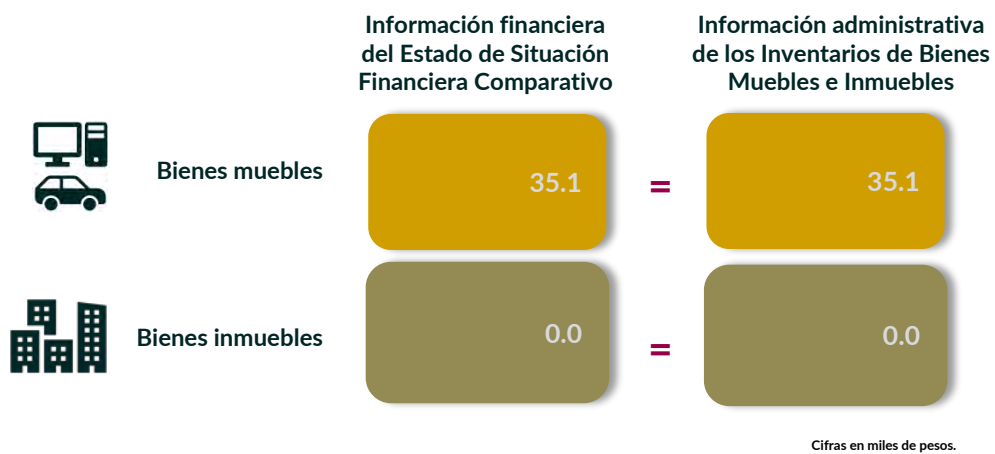 Información financiera
del Estado de Situación
Financiera Comparativo
Información administrativa
de los Inventarios de Bienes
Muebles e Inmuebles
Bienes muebles
35.1
=
35.1
Bienes inmuebles
0.0
=
0.0
Cifras en miles de pesos.